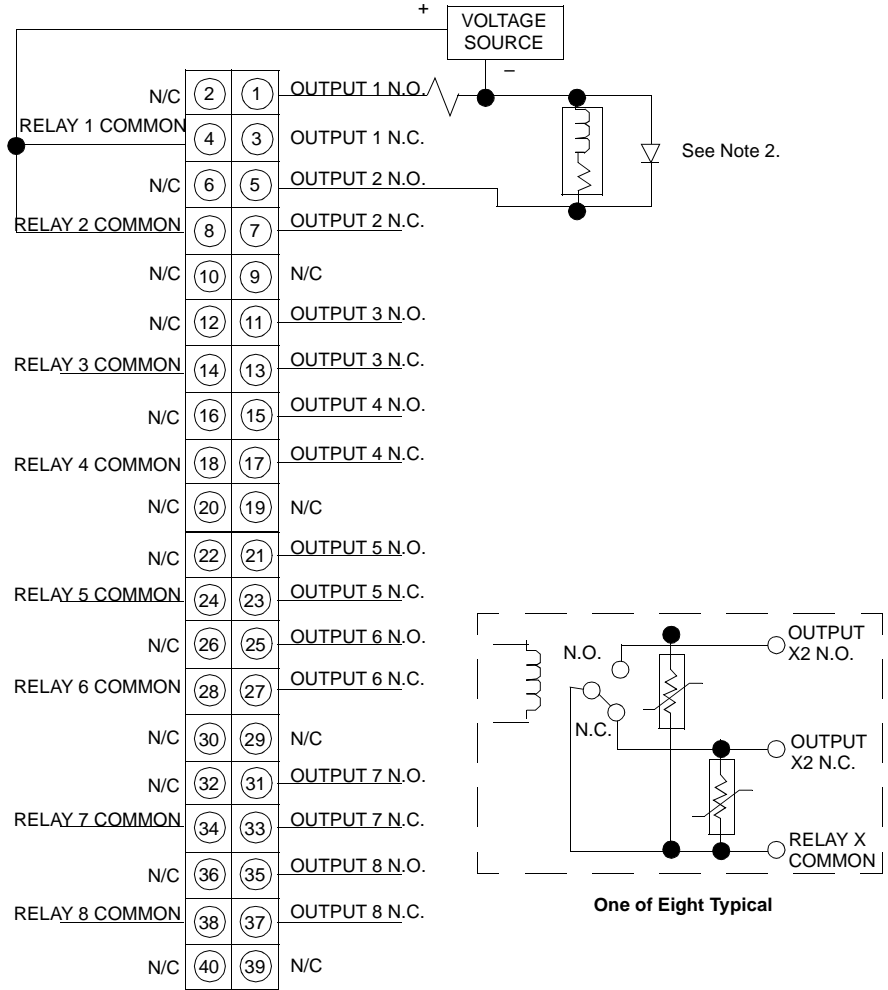 +
VOLTAGE
SOURCE
–
N/C 2 1 OUTPUT 1 N.O.
RELAY 1 COMMON 4 3 OUTPUT 1 N.C.
See Note 2.
N/C 6 5 OUTPUT 2 N.O.
RELAY 2 COMMON 8 7 OUTPUT 2 N.C.
N/C 10 9 N/C
N/C 12 11 OUTPUT 3 N.O.
RELAY 3 COMMON 14 13 OUTPUT 3 N.C.
N/C 16 15 OUTPUT 4 N.O.
RELAY 4 COMMON 18 17 OUTPUT 4 N.C.
N/C 20 19 N/C
N/C 22 21 OUTPUT 5 N.O.
RELAY 5 COMMON 24 23 OUTPUT 5 N.C.
N/C 26 25 OUTPUT 6 N.O.
RELAY 6 COMMON 28 27 OUTPUT 6 N.C.
N/C 30 29 N/C
N/C 32 31 OUTPUT 7 N.O.
RELAY 7 COMMON 34 33 OUTPUT 7 N.C.
N/C 36 35 OUTPUT 8 N.O.
RELAY 8 COMMON 38 37 OUTPUT 8 N.C.
N/C 40 39 N/C
N.O.
OUTPUT
X2 N.O.
N.C.
OUTPUT
X2 N.C.
RELAY X
COMMON
One of Eight Typical